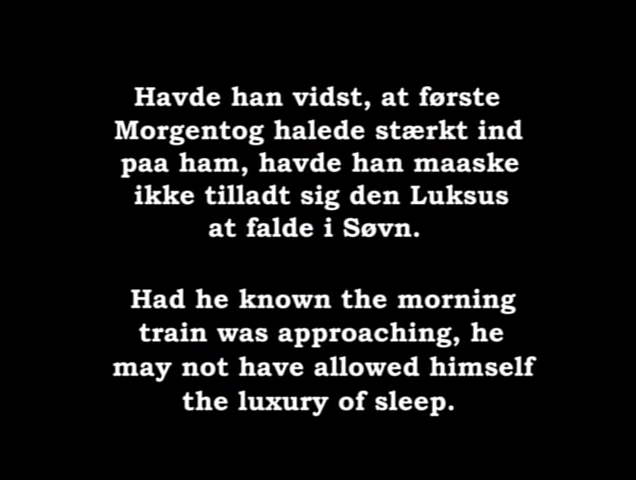 Havde han vidst, at første
Morgentog halede stærkt ind
paa ham, havde han maaske
ikke tilladt sig den Luksus
at falde i Søvn.
Had he known the morning
train was approaching, he
may not have allowed himself
the luxury of sleep.